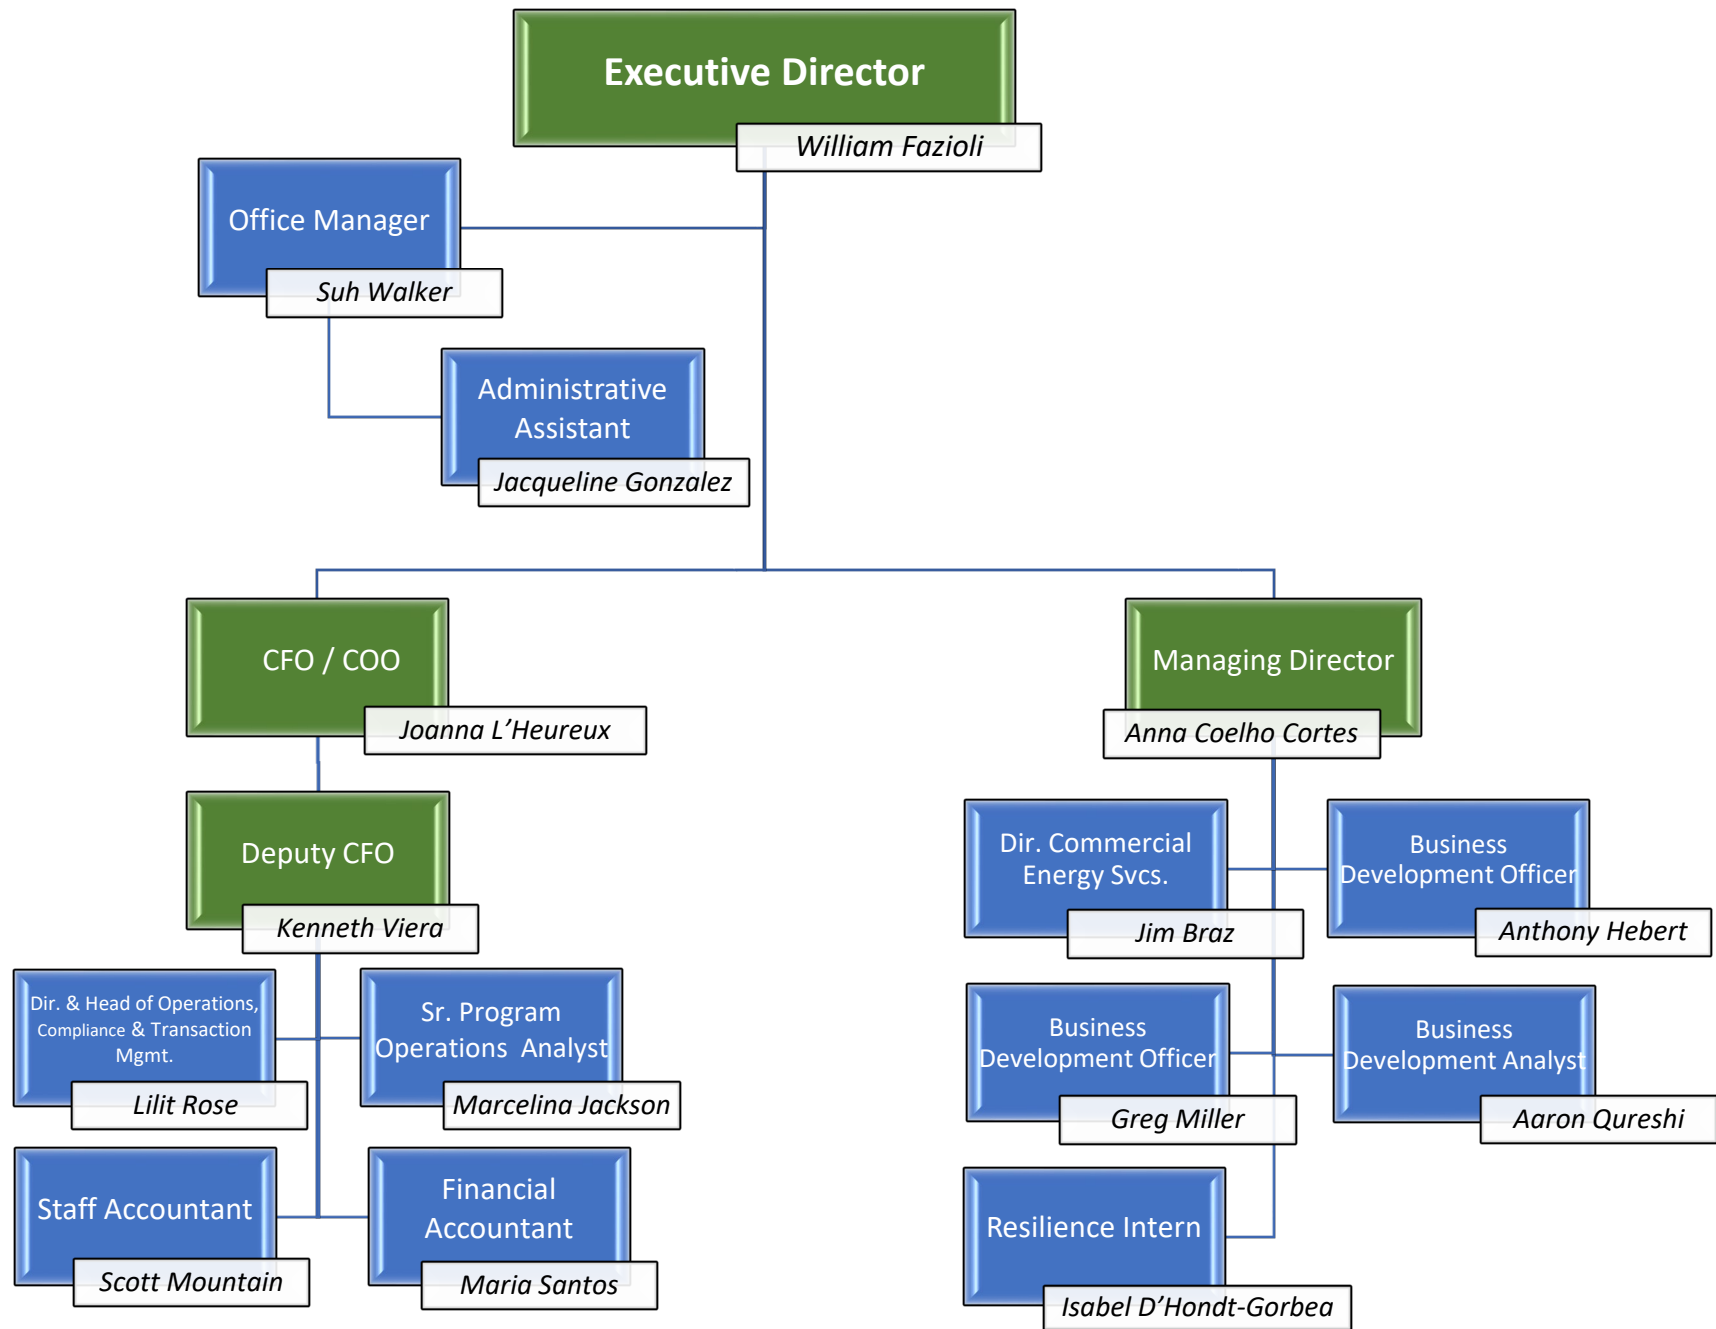 Executive Director
William Fazioli
Office Manager
Suh Walker
Administrative
Assistant
Jacqueline Gonzalez
CFO / COO
Joanna L’Heureux
Managing Director
Anna Coelho Cortes
Deputy CFO
Kenneth Viera
Dir. & Head of Operations,
Compliance & Transaction
Mgmt.
Lilit Rose
Sr. Program
Operations Analyst
Marcelina Jackson
Staff Accountant
Scott Mountain
Financial
Accountant
Maria Santos
Dir. Commercial
Energy Svcs.
Jim Braz
Business
Development Officer
Anthony Hebert
Business
Development Officer
Greg Miller
Business
Development Analyst
Aaron Qureshi
Resilience Intern
Isabel D’Hondt-Gorbea